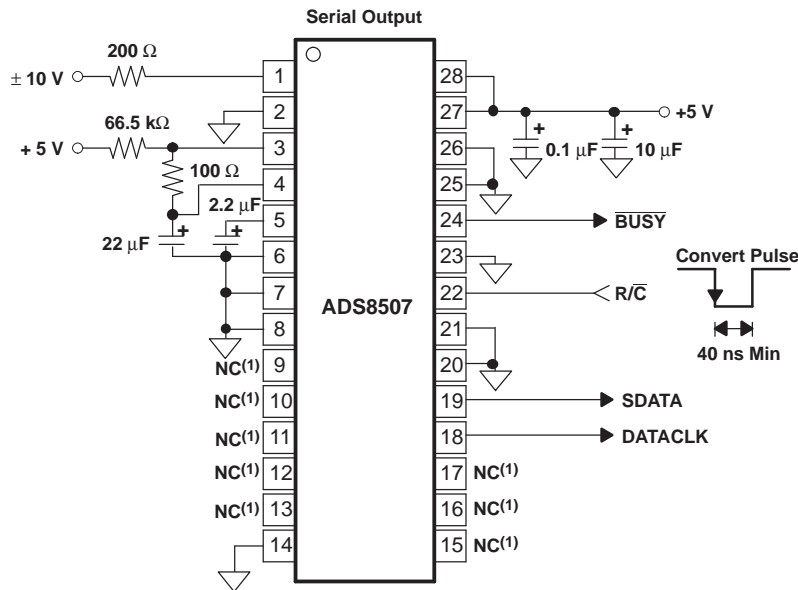 Serial Output
200 Ω
± 10 V
1
28
2
27
+5 V
66.5 kΩ
+ 5 V
3
26
0.1 µF
10 µF
100 Ω
4
25
2.2 µF
5
24
BUSY
22 µF
6
23
Convert Pulse
7
ADS8507
22
R/C
8
21
40 ns Min
NC(1)
9
20
NC(1)
10
19
SDATA
NC(1)
11
18
DATACLK
NC(1)
12
17
NC(1)
NC(1)
13
16
NC(1)
14
15
NC(1)